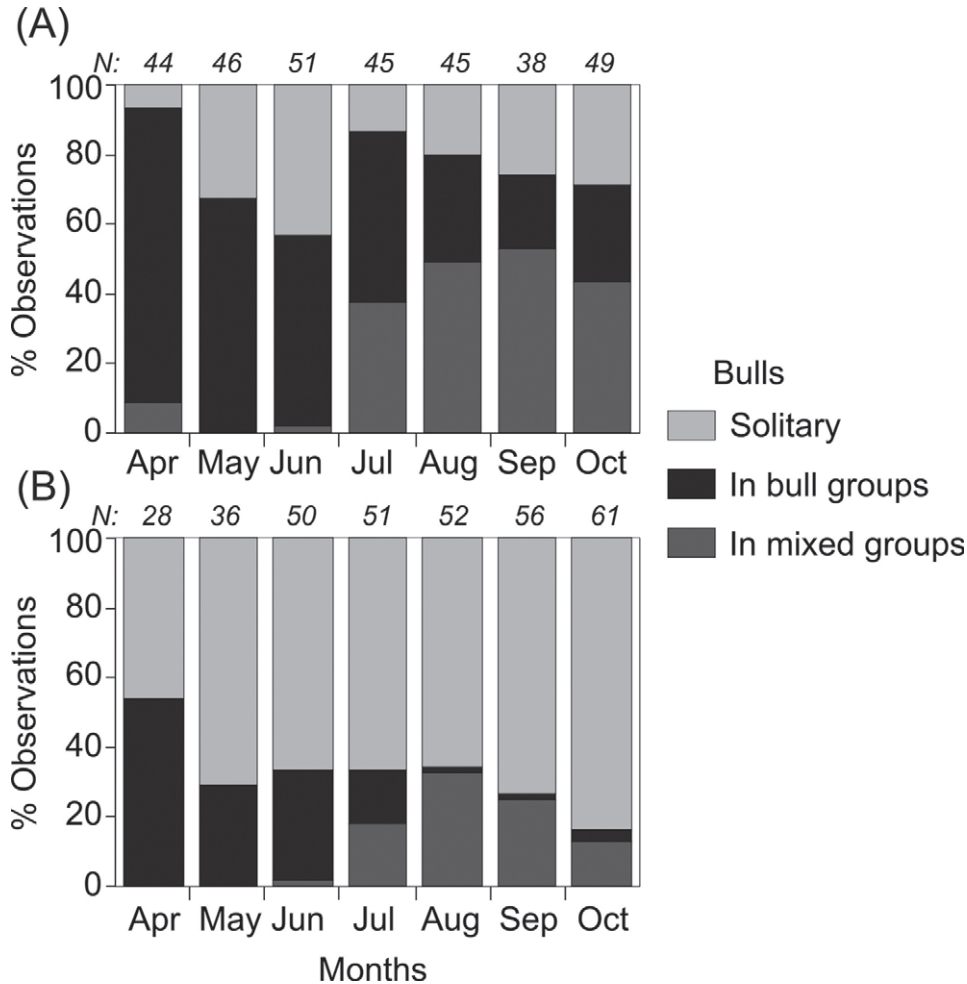 (A)
N: 44 46 51 45 45 38 49
100
80
60
40
20
0
% Observations
Apr May Jun Jul Aug Sep Oct
Bulls
Solitary
In bull groups
In mixed groups
(B)
N: 28 36 50 51 52 56 61
100
80
60
40
20
0
% Observations
Apr May Jun Jul Aug Sep Oct
Months